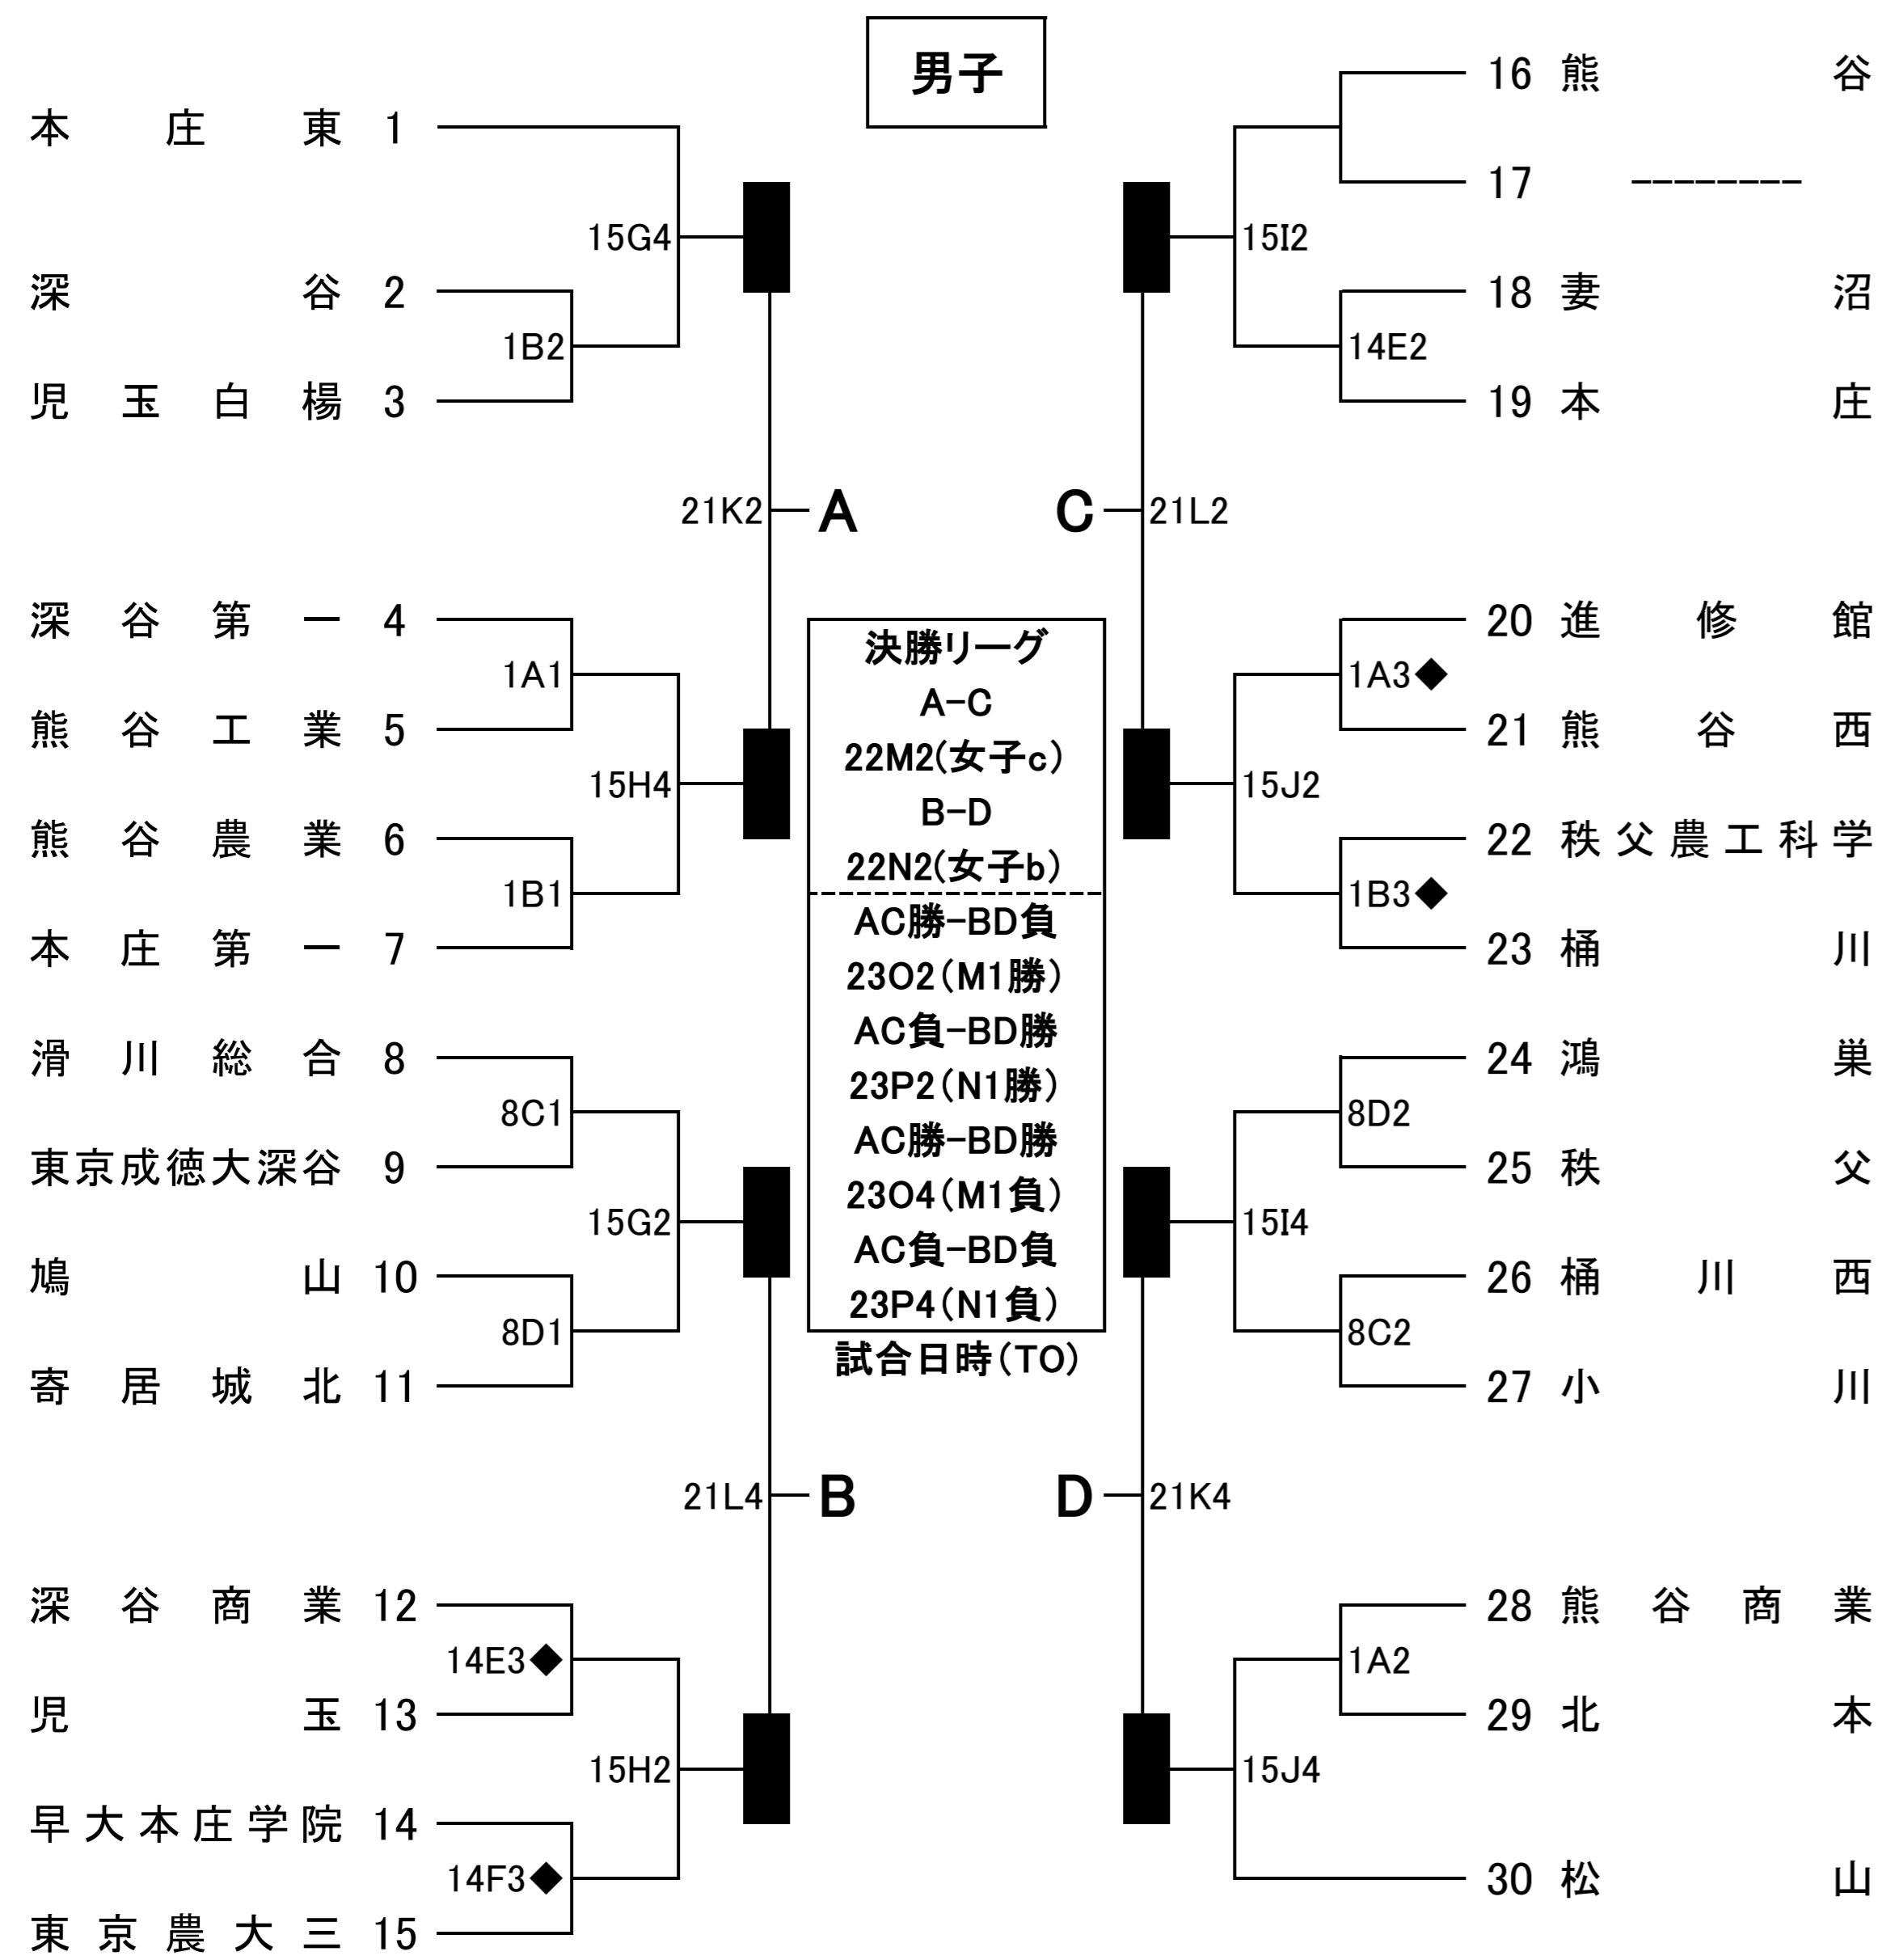 男子
本庄東 1
15G4
深谷 2
1B2
児玉白楊 3
21K2
A
深谷第一 4
1A1
熊谷工業 5
15H4
熊谷農業 6
1B1
本庄第一 7
滑川総合 8
8C1
東京成徳大深谷 9
15G2
鳩山 10
8D1
寄居城北 11
21L4
B
深谷商業 12
14E3◆
児玉 13
15H2
早大本庄学院 14
14F3◆
東京農大三 15
決勝リーグ
A-C
22M2(女子c)
B-D
22N2(女子b)
AC勝-BD負
23O2(M1勝)
AC負-BD勝
23P2(N1勝)
AC勝-BD勝
23O4(M1負)
AC負-BD負
23P4(N1負)
試合日時(TO)
16 熊谷
17 --------
15I2
18 妻沼
14E2
19 本庄
C
21L2
20 進修館
1A3◆
21 熊谷西
15J2
22 秩父農工科学
1B3◆
23 桶川
24 鴻巣
8D2
25 秩父
15I4
26 桶川西
8C2
27 小川
D
21K4
28 熊谷商業
1A2
29 北本
15J4
30 松山